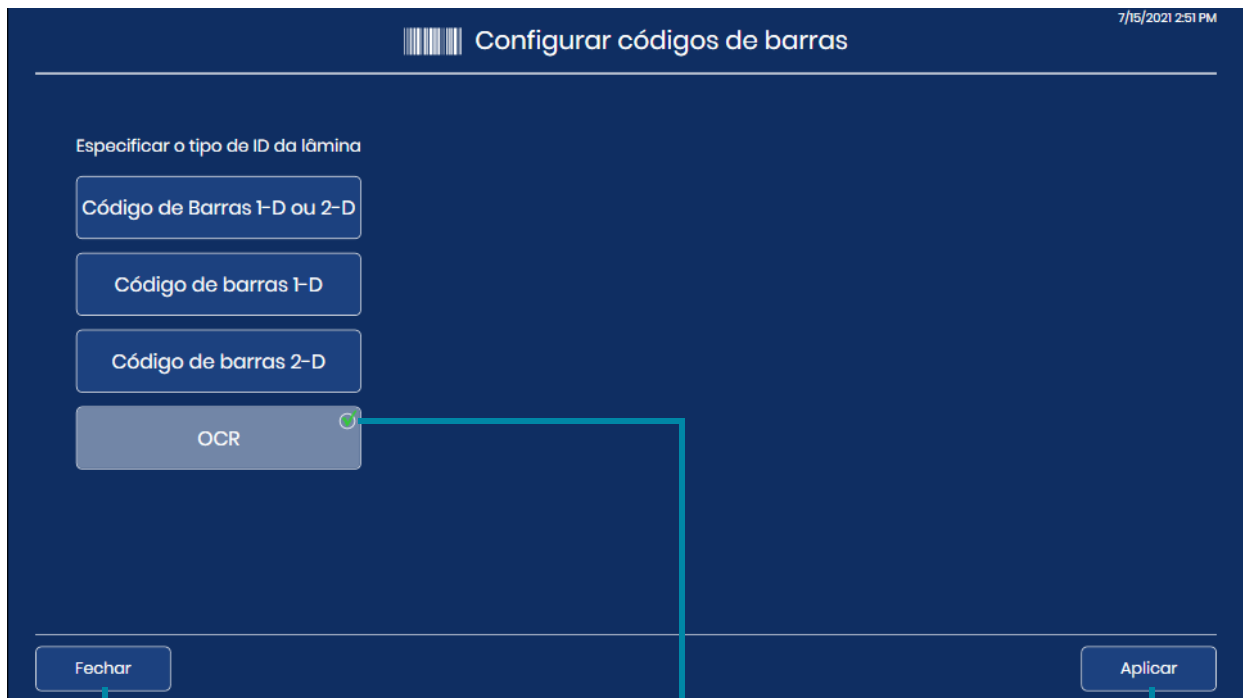 7/15/2021 2:51 PM
Configurar códigos de barras
Especificar o tipo de ID da lâmina
Código de Barras 1-D ou 2-D
Código de barras 1-D
Código de barras 2-D
OCR
Fechar
Aplicar